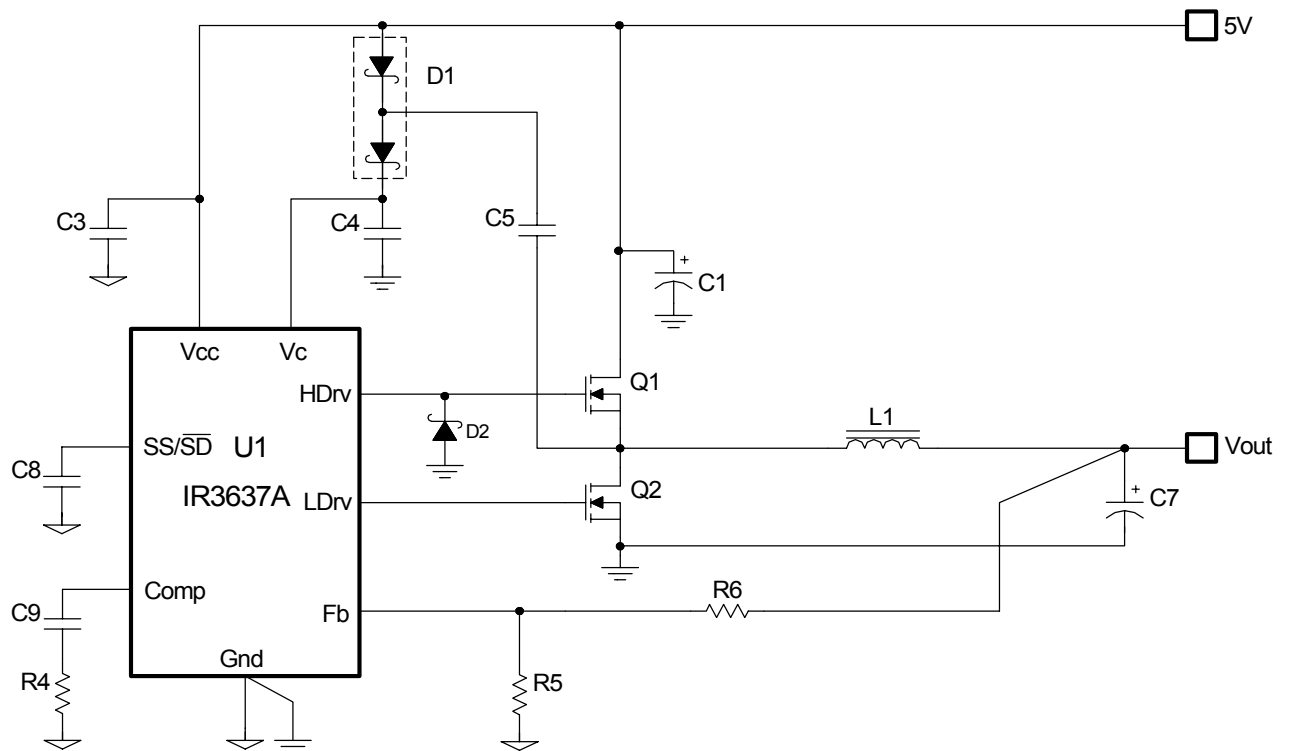 5V
D1
C3
C4
C5
+
C1
Vcc
Vc
HDrv
Q1
D2
L1
SS/SD
U1
C8
IR3637A
LDrv
Q2
Vout
+
C7
Comp
C9
Fb
R6
Gnd
R4
R5